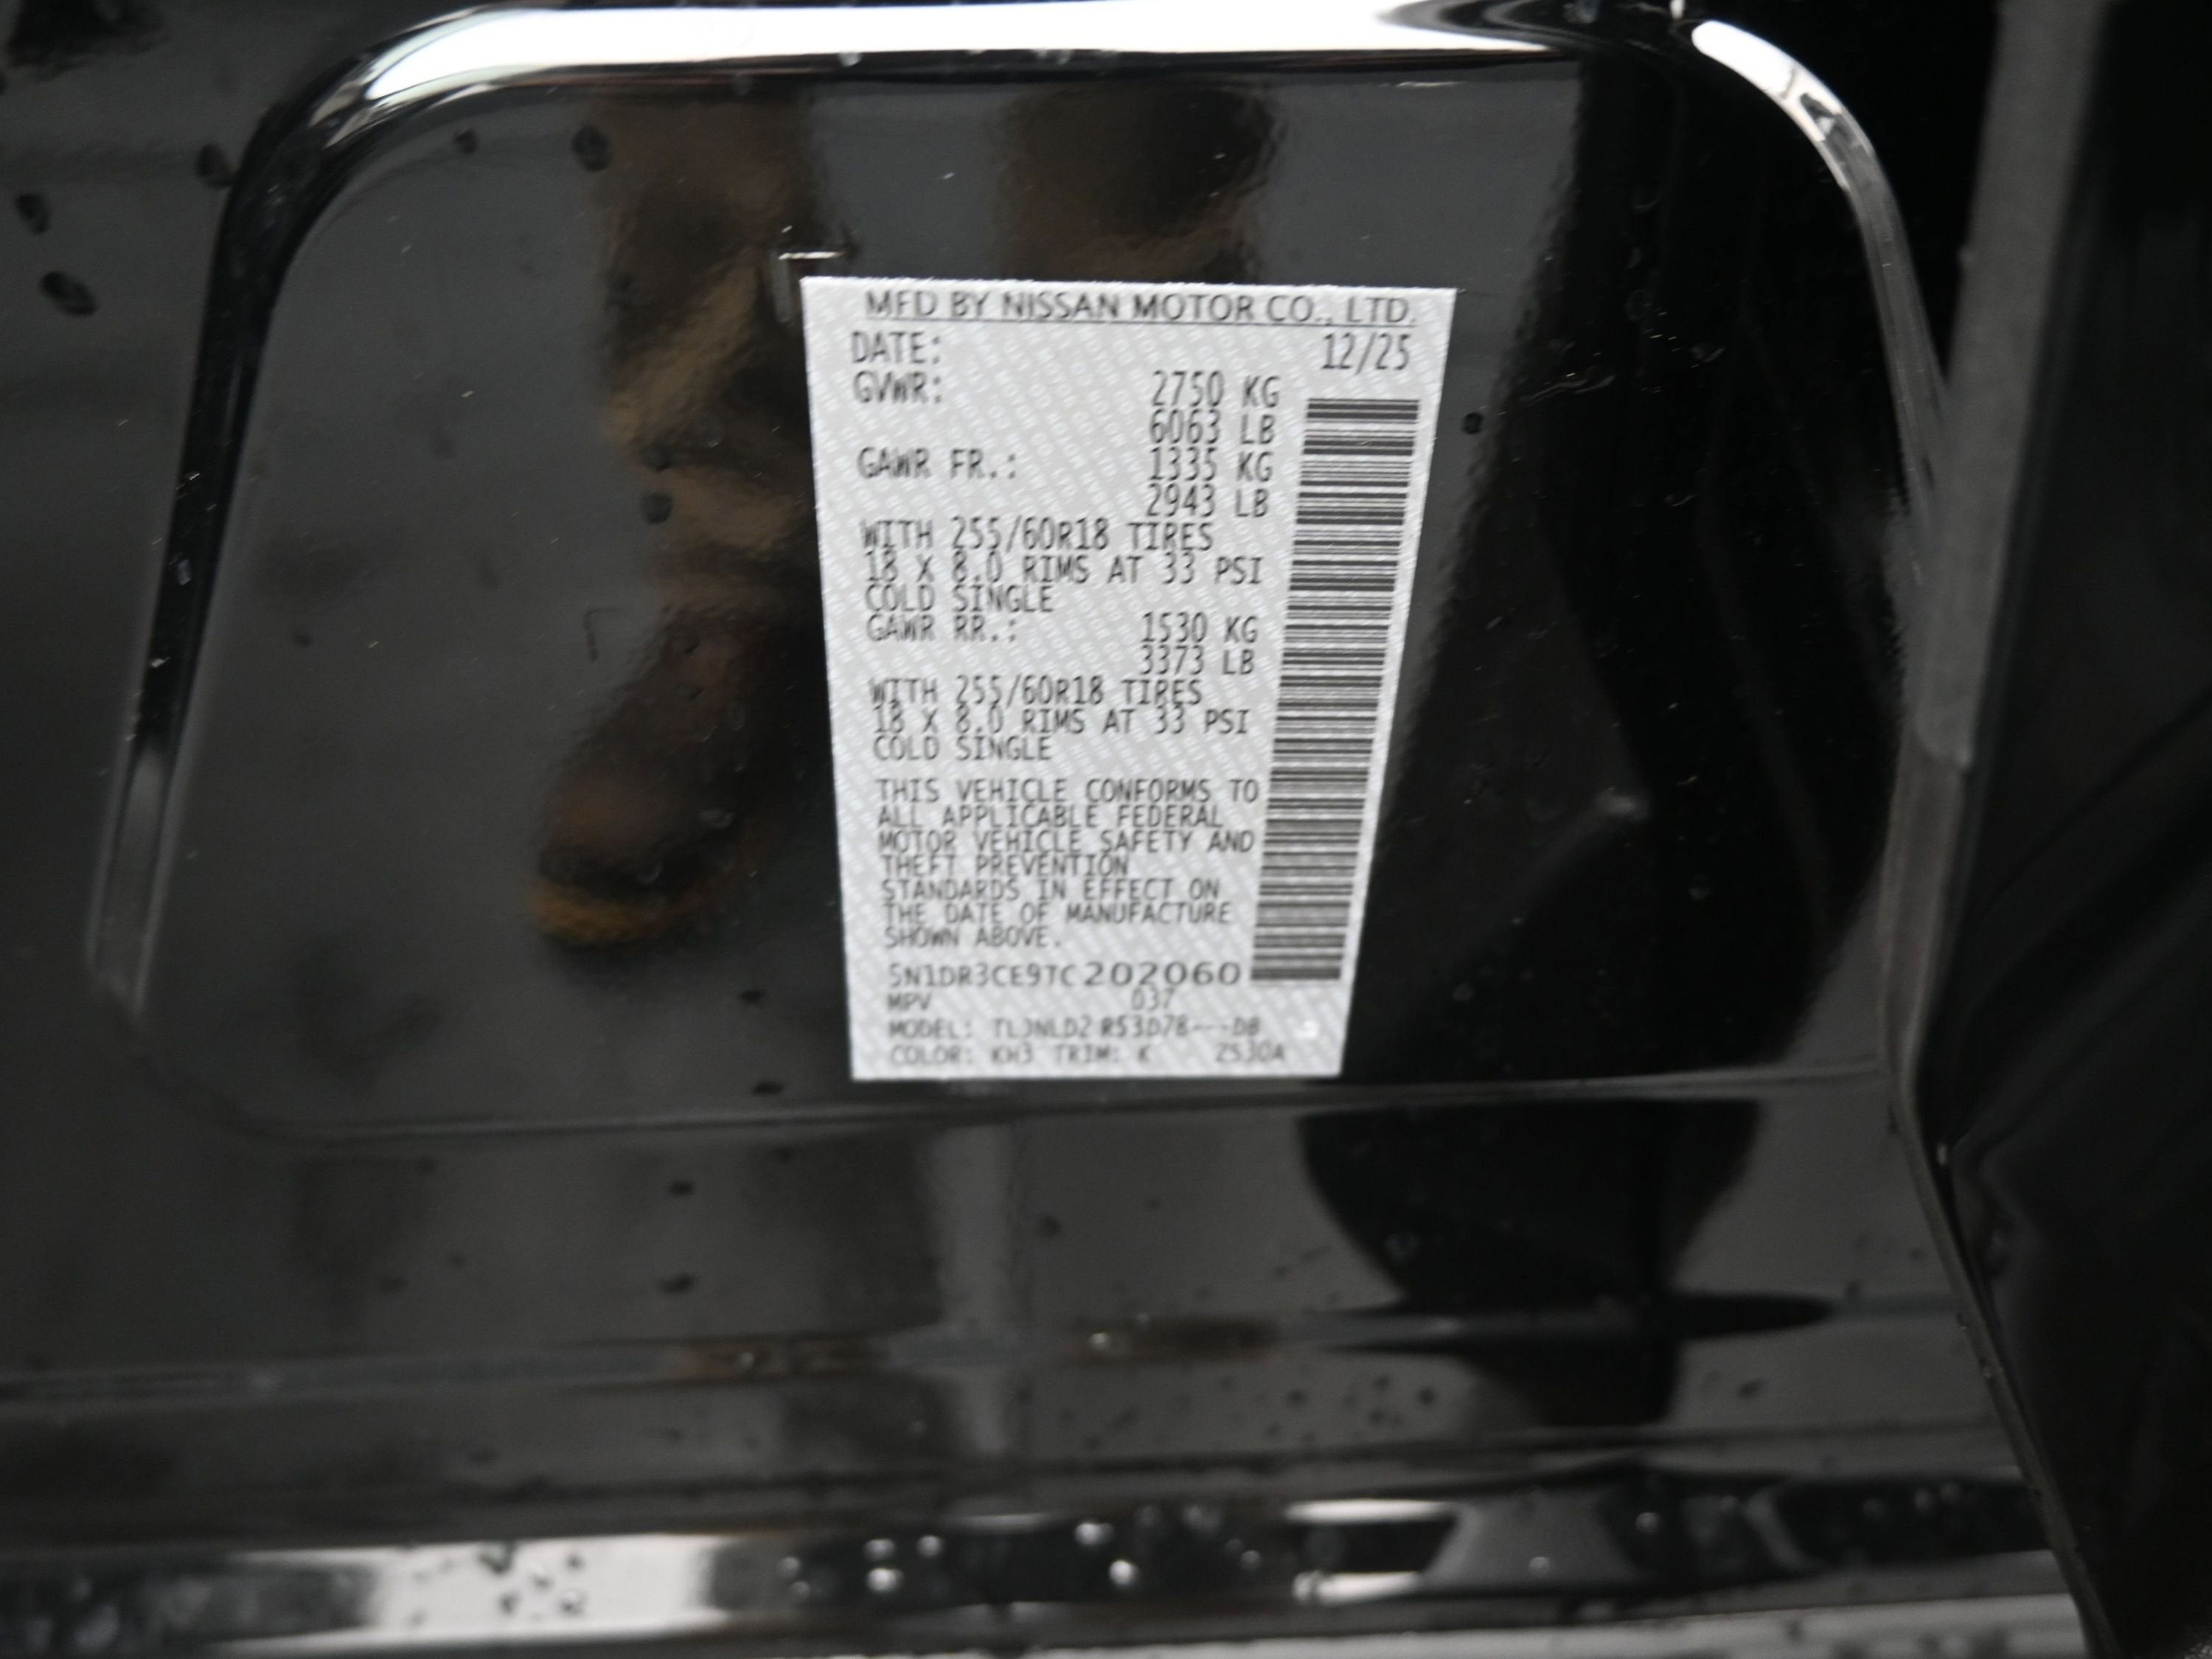 MFD BY NISSAN MOTOR CO., LTD.
DATE: 12/25
GVWR: 2750 KG
6063 LB
GAWR FR.: 1335 KG
2943 LB
WITH 255/60R18 TIRES
18 X 8.0 RIMS AT 33 PSI
COLD SINGLE
GAWR RR.: 1530 KG
3373 LB
WITH 255/60R18 TIRES
18 X 8.0 RIMS AT 33 PSI
COLD SINGLE
THIS VEHICLE CONFORMS TO
ALL APPLICABLE FEDERAL
MOTOR VEHICLE SAFETY AND
THEFT PREVENTION
STANDARDS IN EFFECT ON
THE DATE OF MANUFACTURE
SHOWN ABOVE.
5N1DR3CE9TC202060
MPV 037
MODEL:
COLOR: KH3 TRIM: K